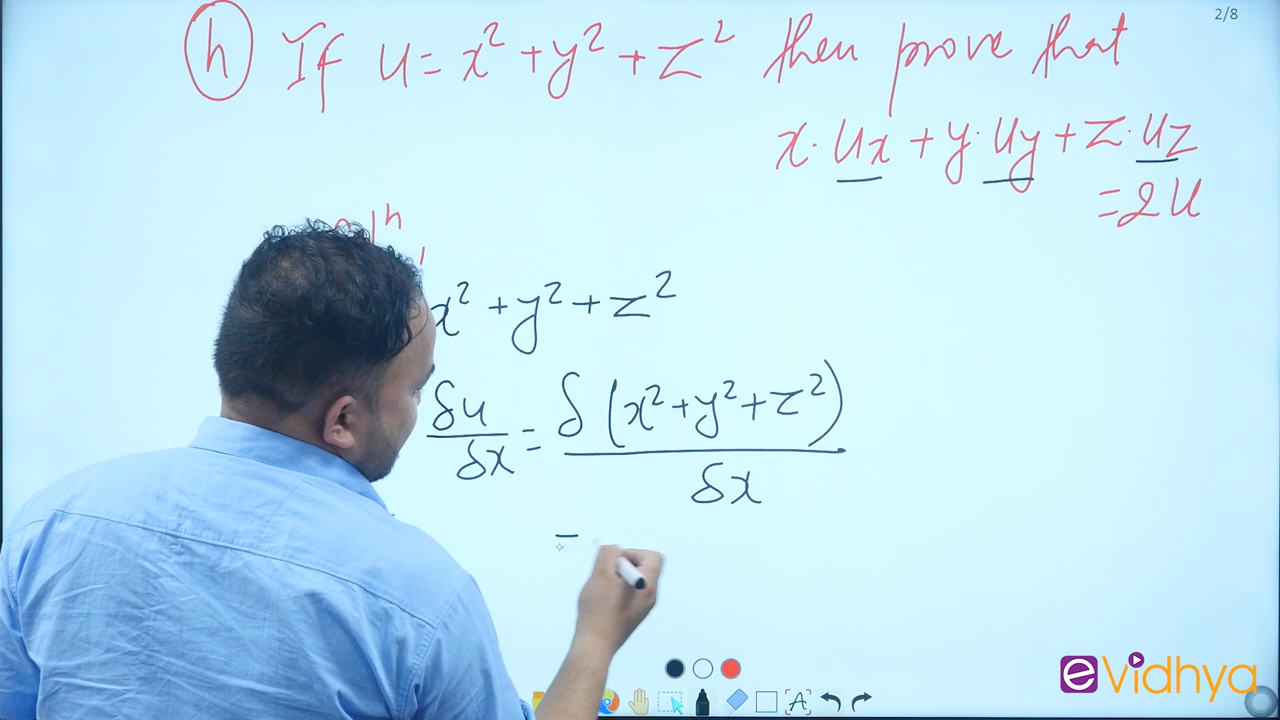 2/8
(h) If u = x² + y² + z² then prove that
x · ux + y · uy + z · uz
= 2u
x² + y² + z²
δu/δx = δ(x² + y² + z²)/δx
=
eVidhya